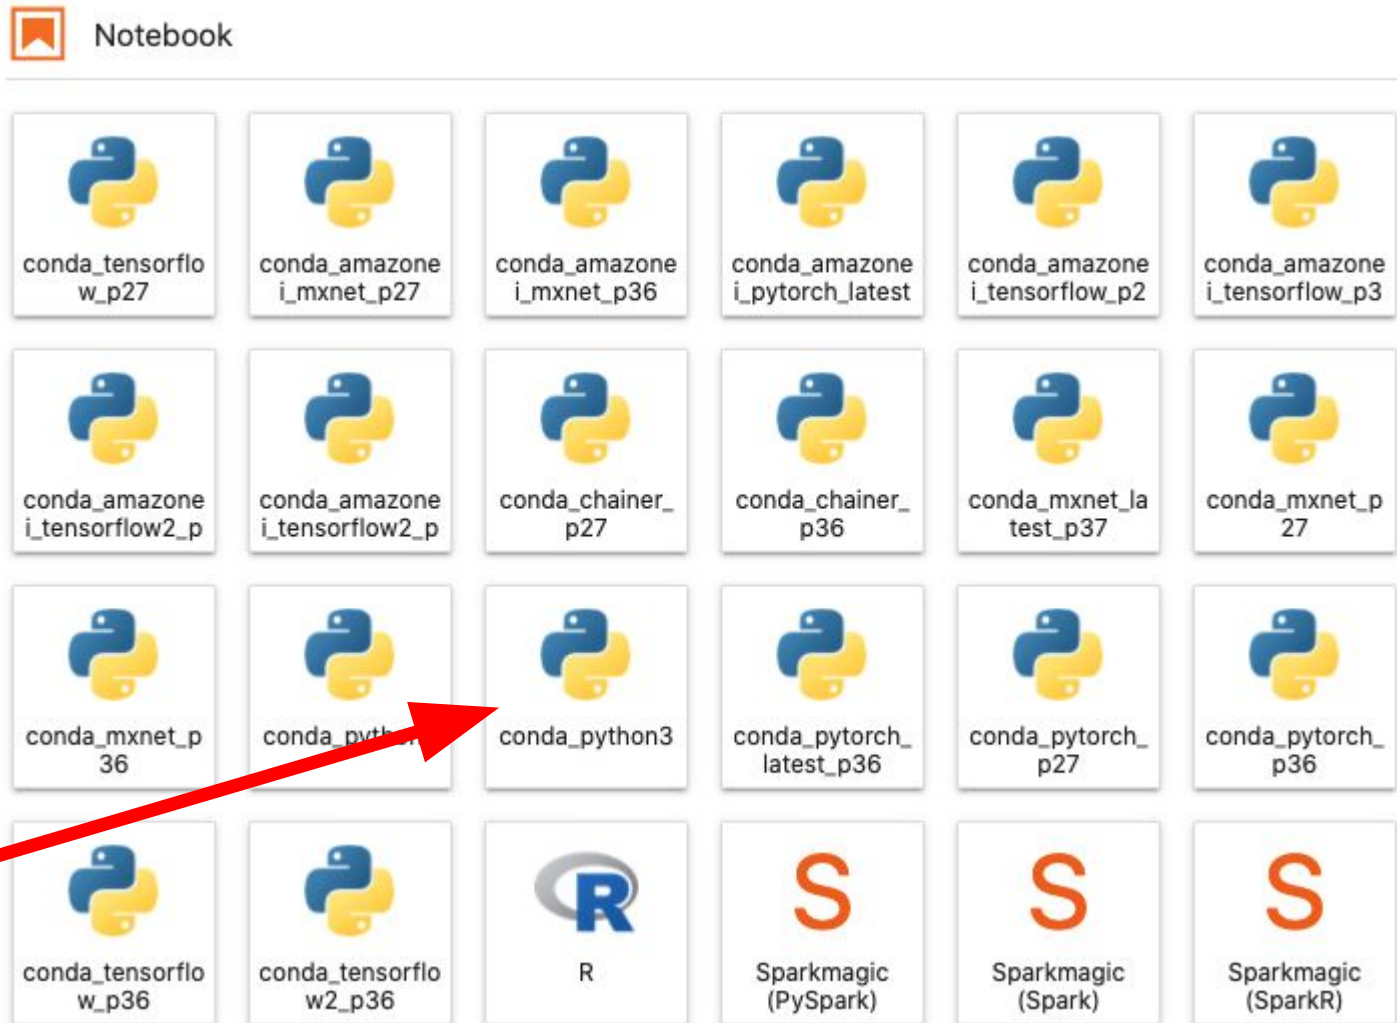 Notebook
conda_tensorflo
w_p27
conda_amazone
i_mxnet_p27
conda_amazone
i_mxnet_p36
conda_amazone
i_pytorch_latest
conda_amazone
i_tensorflow_p2
conda_amazone
i_tensorflow_p3
conda_amazone
i_tensorflow2_p
conda_amazone
i_tensorflow2_p
conda_chainer_
p27
conda_chainer_
p36
conda_mxnet_la
test_p37
conda_mxnet_p
27
conda_mxnet_p
36
conda_python3
conda_pytorch_
latest_p36
conda_pytorch_
p27
conda_pytorch_
p36
conda_tensorflo
w_p36
conda_tensorflo
w2_p36
R
Sparkmagic
(PySpark)
Sparkmagic
(Spark)
Sparkmagic
(SparkR)